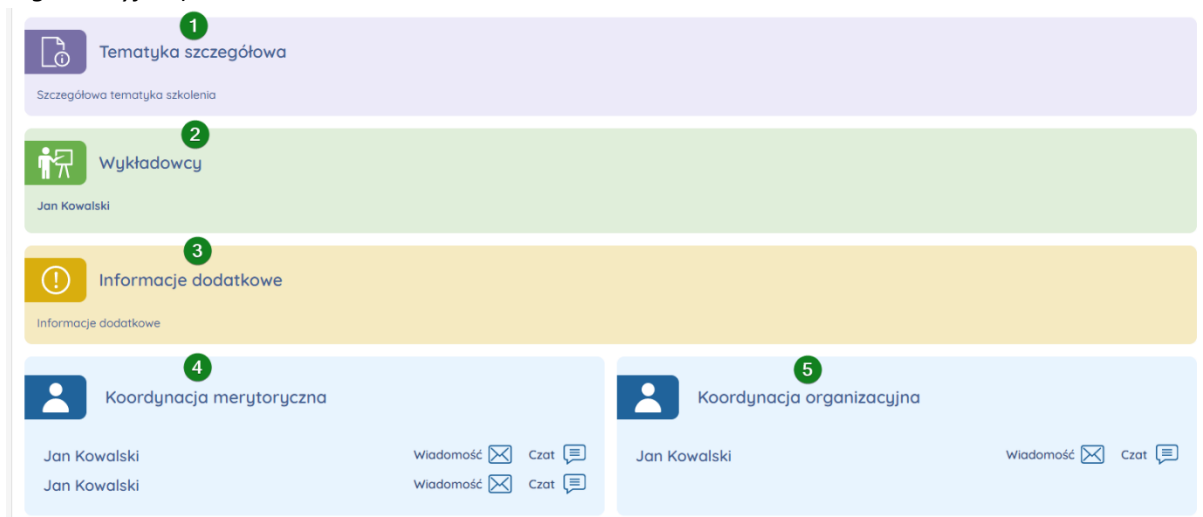 1
Tematyka szczegółowa
Szczegółowa tematyka szkolenia
2
Wykładowcy
Jan Kowalski
3
Informacje dodatkowe
Informacje dodatkowe
4
Koordynacja merytoryczna
Jan Kowalski Wiadomość Czat
Jan Kowalski Wiadomość Czat
5
Koordynacja organizacyjna
Jan Kowalski Wiadomość Czat